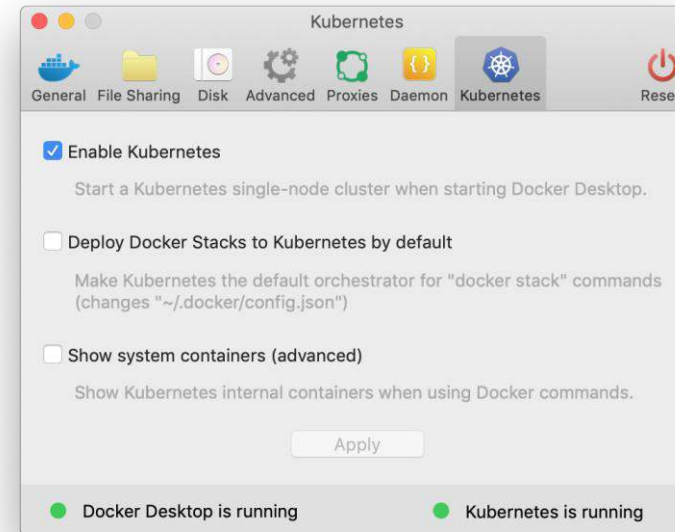 Kubernetes
General File Sharing Disk Advanced Proxies Daemon Kubernetes Rese
Enable Kubernetes
Start a Kubernetes single-node cluster when starting Docker Desktop.
Deploy Docker Stacks to Kubernetes by default
Make Kubernetes the default orchestrator for "docker stack" commands
(changes "~/.docker/config.json")
Show system containers (advanced)
Show Kubernetes internal containers when using Docker commands.
Apply
Docker Desktop is running Kubernetes is running